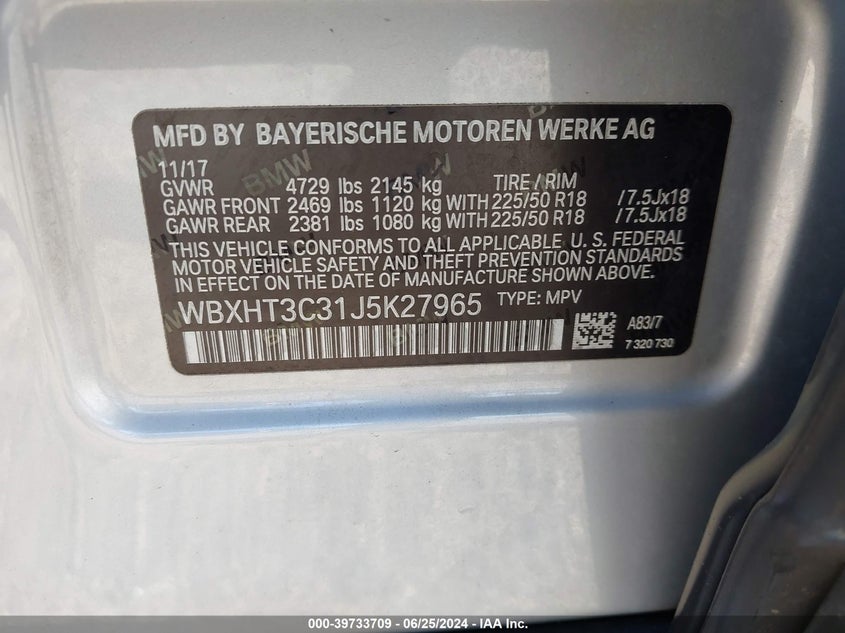 MFD BY BAYERISCHE MOTOREN WERKE AG
11/17
GVWR 4729 lbs 2145 kg TIRE / RIM
GAWR FRONT 2469 lbs 1120 kg WITH 225/50 R18 /7.5Jx18
GAWR REAR 2381 lbs 1080 kg WITH 225/50 R18 /7.5Jx18
THIS VEHICLE CONFORMS TO ALL APPLICABLE U. S. FEDERAL
MOTOR VEHICLE SAFETY AND THEFT PREVENTION STANDARDS
IN EFFECT ON THE DATE OF MANUFACTURE SHOWN ABOVE.
WBXHT3C31J5K27965 TYPE: MPV
A83/7
7 320 730
000-39733709 - 06/25/2024 - IAA Inc.